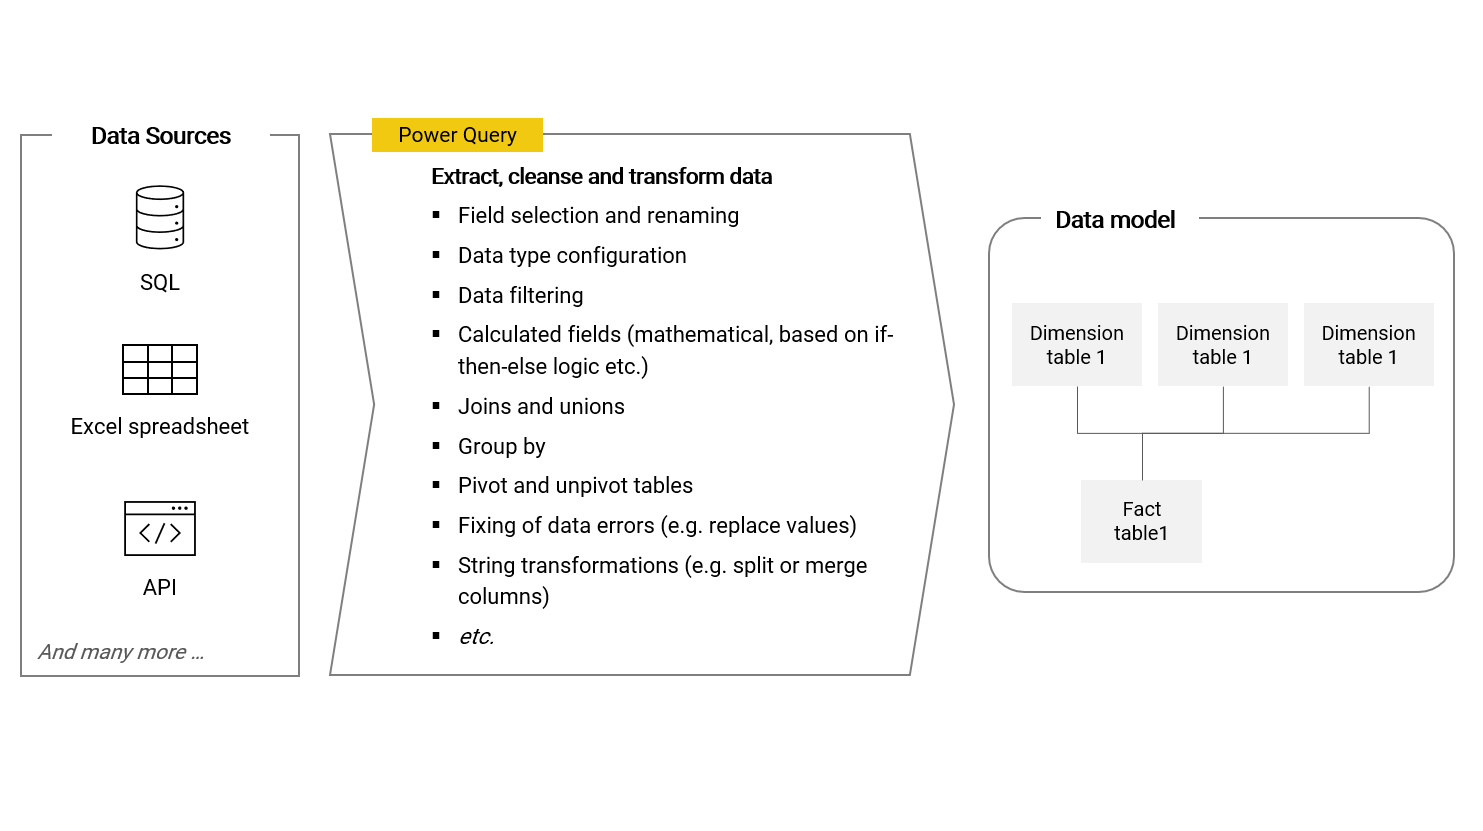 Data Sources
SQL
Excel spreadsheet
</>
API
And many more ...
Power Query
Extract, cleanse and transform data
▪ Field selection and renaming
▪ Data type configuration
▪ Data filtering
▪ Calculated fields (mathematical, based on if-
then-else logic etc.)
▪ Joins and unions
▪ Group by
▪ Pivot and unpivot tables
▪ Fixing of data errors (e.g. replace values)
▪ String transformations (e.g. split or merge
columns)
▪ etc.
Data model
Dimension
table 1
Dimension
table 1
Dimension
table 1
Fact
table1